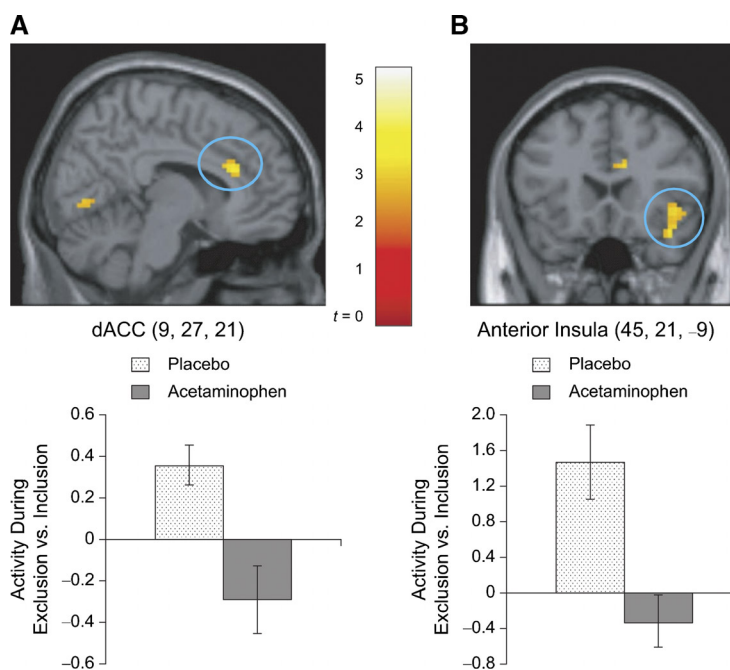 A
B
5
4
3
2
1
t = 0
dACC (9, 27, 21)
Anterior Insula (45, 21, –9)
Placebo
Acetaminophen
Placebo
Acetaminophen
Activity During
Exclusion vs. Inclusion
0.6
0.4
0.2
0
–0.2
–0.4
–0.6
Activity During
Exclusion vs. Inclusion
2.0
1.6
1.2
0.8
0.4
0
–0.4
–0.8